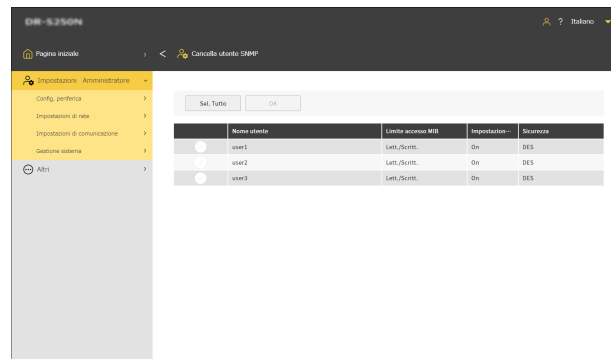 DR-S250N
? Italiano
Pagina iniziale
Cancella utente SNMP
Impostazioni Amministratore
Config. periferica
Impostazioni di rete
Impostazioni di comunicazione
Gestione sistema
Altri
Sel. Tutto OK
Nome utente Limite accesso MIB Impostazion··· Sicurezza
user1 Lett./Scritt. On DES
user2 Lett./Scritt. On DES
user3 Lett./Scritt. On DES